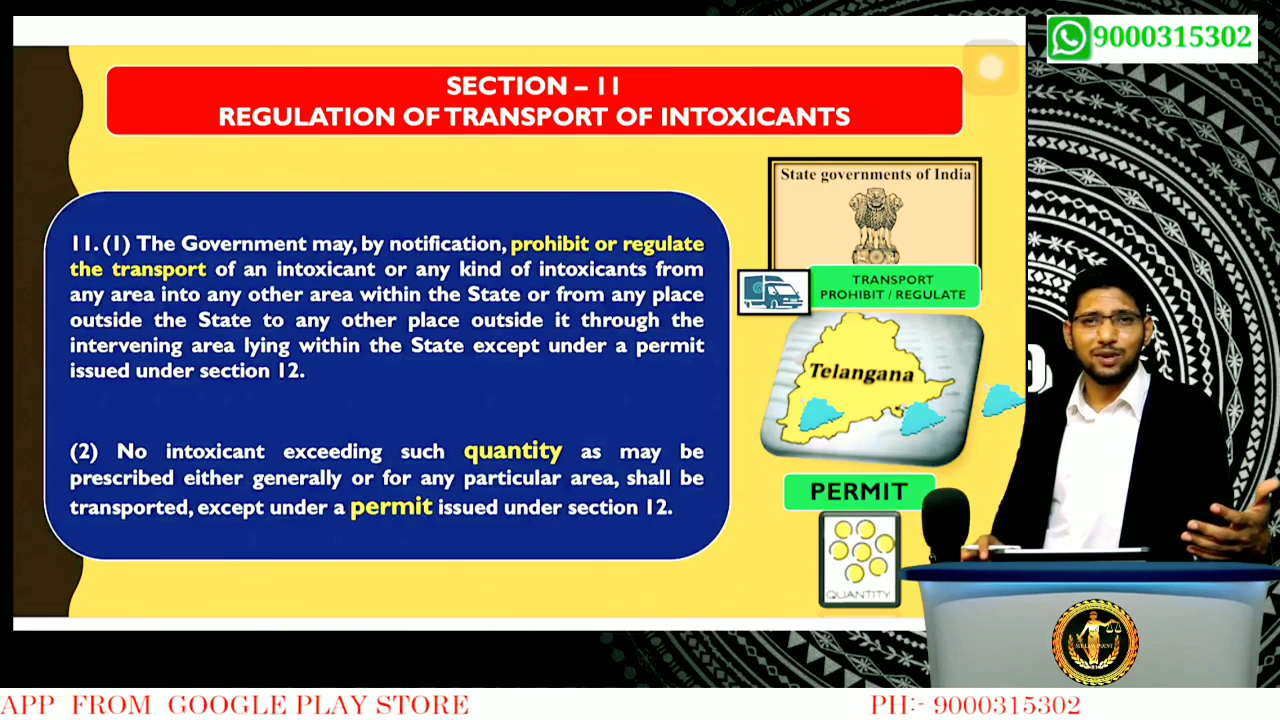 9000315302
SECTION – 11
REGULATION OF TRANSPORT OF INTOXICANTS
State governments of India
TRANSPORT
PROHIBIT / REGULATE
11. (1) The Government may, by notification, prohibit or regulate
the transport of an intoxicant or any kind of intoxicants from
any area into any other area within the State or from any place
outside the State to any other place outside it through the
intervening area lying within the State except under a permit
issued under section 12.
Telangana
(2) No intoxicant exceeding such quantity as may be
prescribed either generally or for any particular area, shall be
transported, except under a permit issued under section 12.
PERMIT
QUANTITY
APP FROM GOOGLE PLAY STORE
PH:- 9000315302